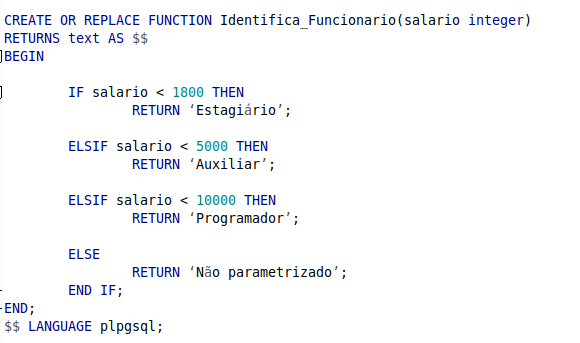 CREATE OR REPLACE FUNCTION Identifica_Funcionario(salario integer)
RETURNS text AS $$
BEGIN
IF salario < 1800 THEN
RETURN ‘Estagiário’;
ELSIF salario < 5000 THEN
RETURN ‘Auxiliar’;
ELSIF salario < 10000 THEN
RETURN ‘Programador’;
ELSE
RETURN ‘Não parametrizado’;
END IF;
END;
$$ LANGUAGE plpgsql;